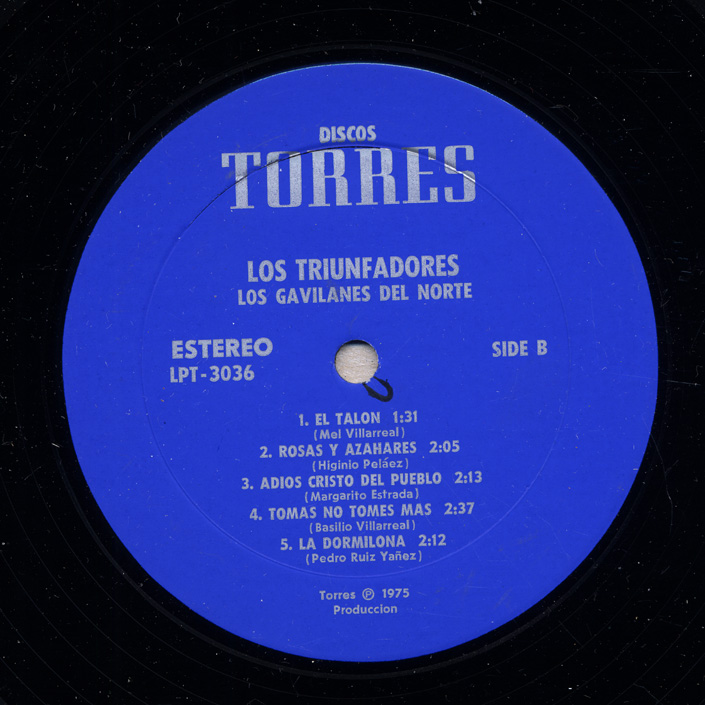 DISCOS
TORRES
LOS TRIUNFADORES
LOS GAVILANES DEL NORTE
ESTEREO
SIDE B
LPT-3036
1. EL TALON 1:31
(Mel Villarreal)
2. ROSAS Y AZAHARES 2:05
(Higinio Peláez)
3. ADIOS CRISTO DEL PUEBLO 2:13
(Margarito Estrada)
4. TOMAS NO TOMES MAS 2:37
(Basilio Villarreal)
5. LA DORMILONA 2:12
(Pedro Ruiz Yañez)
Torres Ⓟ 1975
Produccion